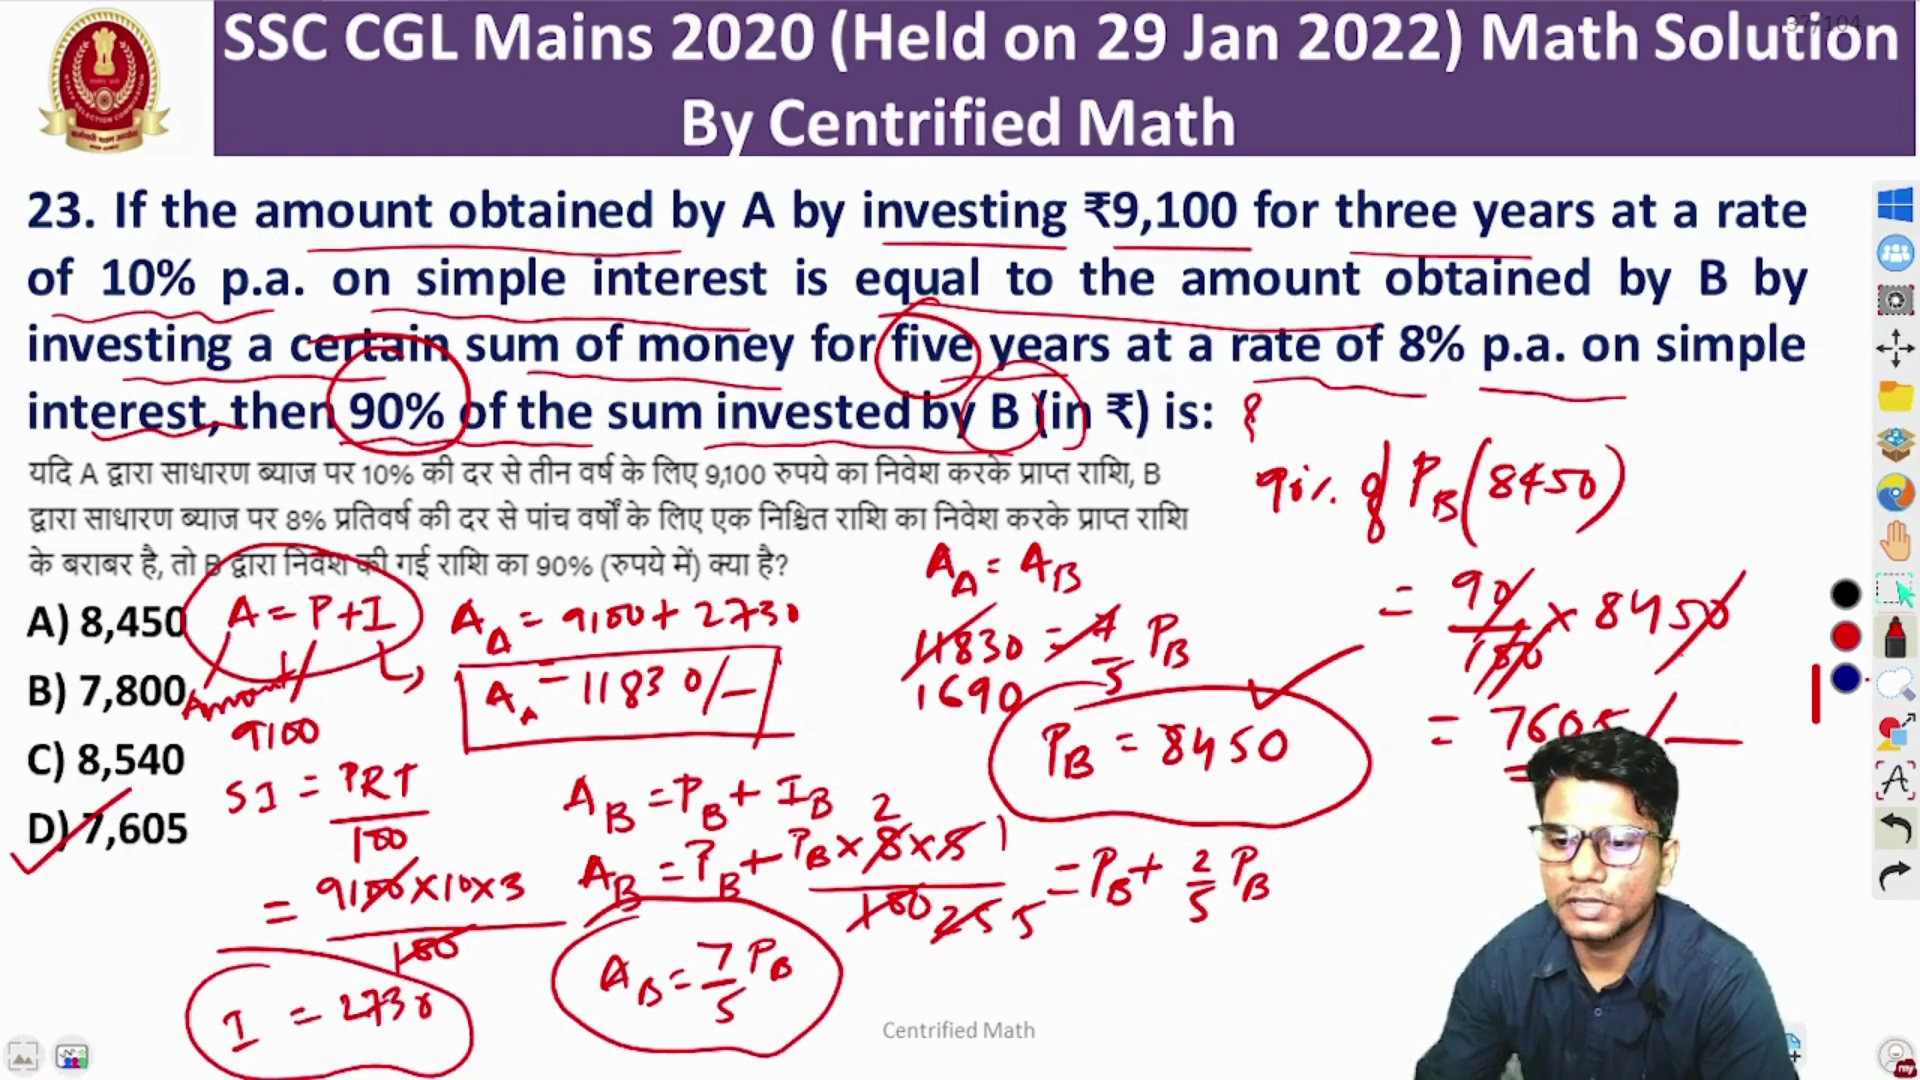 SSC CGL Mains 2020 (Held on 29 Jan 2022) Math Solution
By Centrified Math
23. If the amount obtained by A by investing ₹9,100 for three years at a rate
of 10% p.a. on simple interest is equal to the amount obtained by B by
investing a certain sum of money for five years at a rate of 8% p.a. on simple
interest, then 90% of the sum invested by B (in ₹) is:
यदि A द्वारा साधारण ब्याज पर 10% की दर से तीन वर्ष के लिए 9,100 रुपये का निवेश करके प्राप्त राशि, B
द्वारा साधारण ब्याज पर 8% प्रतिवर्ष की दर से पांच वर्षों के लिए एक निश्चित राशि का निवेश करके प्राप्त राशि
के बराबर है, तो B द्वारा निवेश की गई राशि का 90% (रुपये में) क्या है?
A) 8,450
B) 7,800
C) 8,540
D) 7,605
A = P + I
Amount
9100
SI = PRT
100
= 9100 × 10 × 3
100
I = 2730
A_A = 9100 + 2730
A_A = 11830/-
A_B = P_B + I_B
A_B = P_B + P_B × 8 × 5
2 1
100 25 5
= P_B + 2/5 P_B
A_B = 7/5 P_B
A_A = A_B
11830 = 7/5 P_B
1690
P_B = 8450
90% of P_B (8450)
= 90/100 × 8450
= 7605/-
Centrified Math